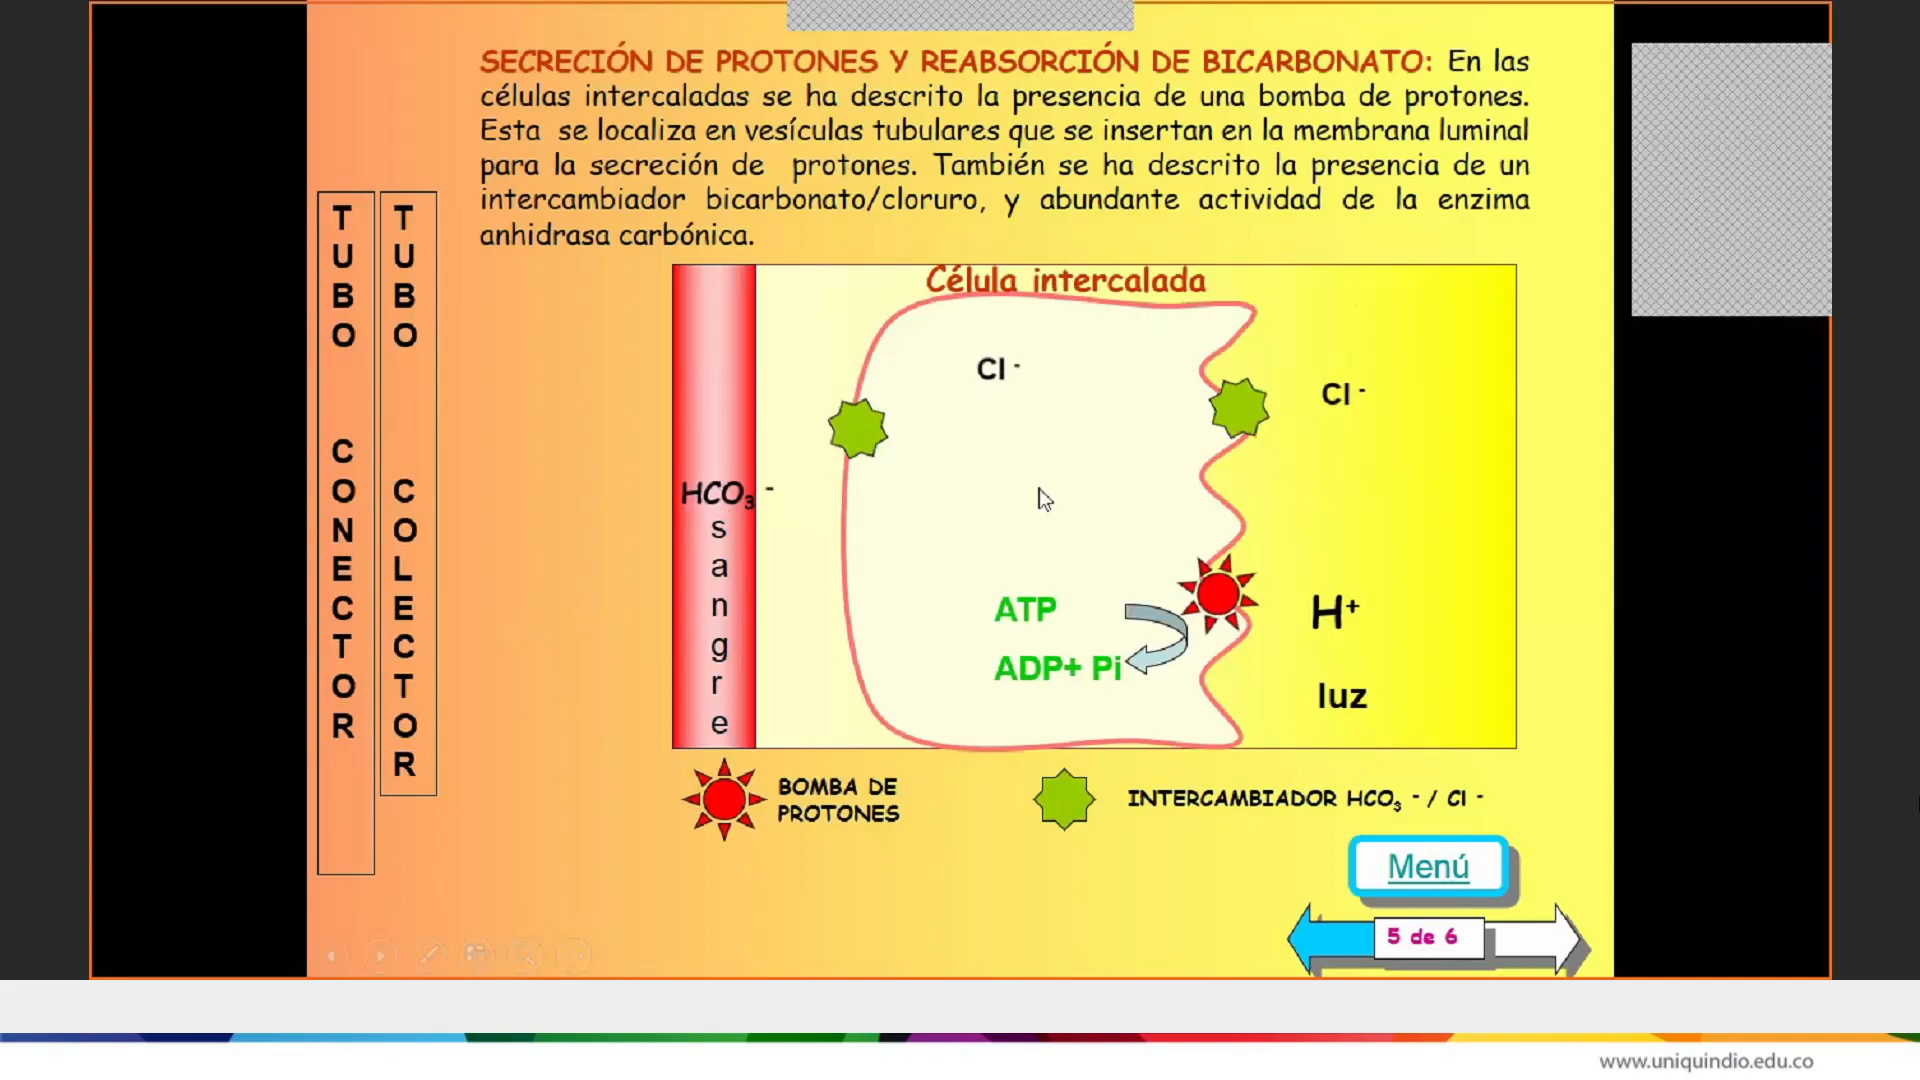 SECRECIÓN DE PROTONES Y REABSORCIÓN DE BICARBONATO: En las
células intercaladas se ha descrito la presencia de una bomba de protones.
Esta se localiza en vesículas tubulares que se insertan en la membrana luminal
para la secreción de protones. También se ha descrito la presencia de un
intercambiador bicarbonato/cloruro, y abundante actividad de la enzima
anhidrasa carbónica.
TUBO CONECTOR
TUBO COLECTOR
Célula intercalada
Cl -
Cl -
HCO₃ -
sangre
ATP
ADP+ Pi
H⁺
luz
BOMBA DE
PROTONES
INTERCAMBIADOR HCO₃ - / Cl -
Menú
5 de 6
www.uniquindio.edu.co